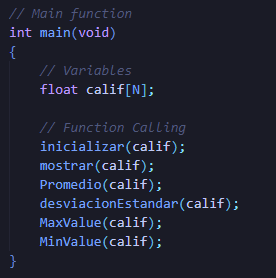 // Main function
int main(void)
{
    // Variables
    float calif[N];

    // Function Calling
    inicializar(calif);
    mostrar(calif);
    Promedio(calif);
    desviacionEstandar(calif);
    MaxValue(calif);
    MinValue(calif);
}